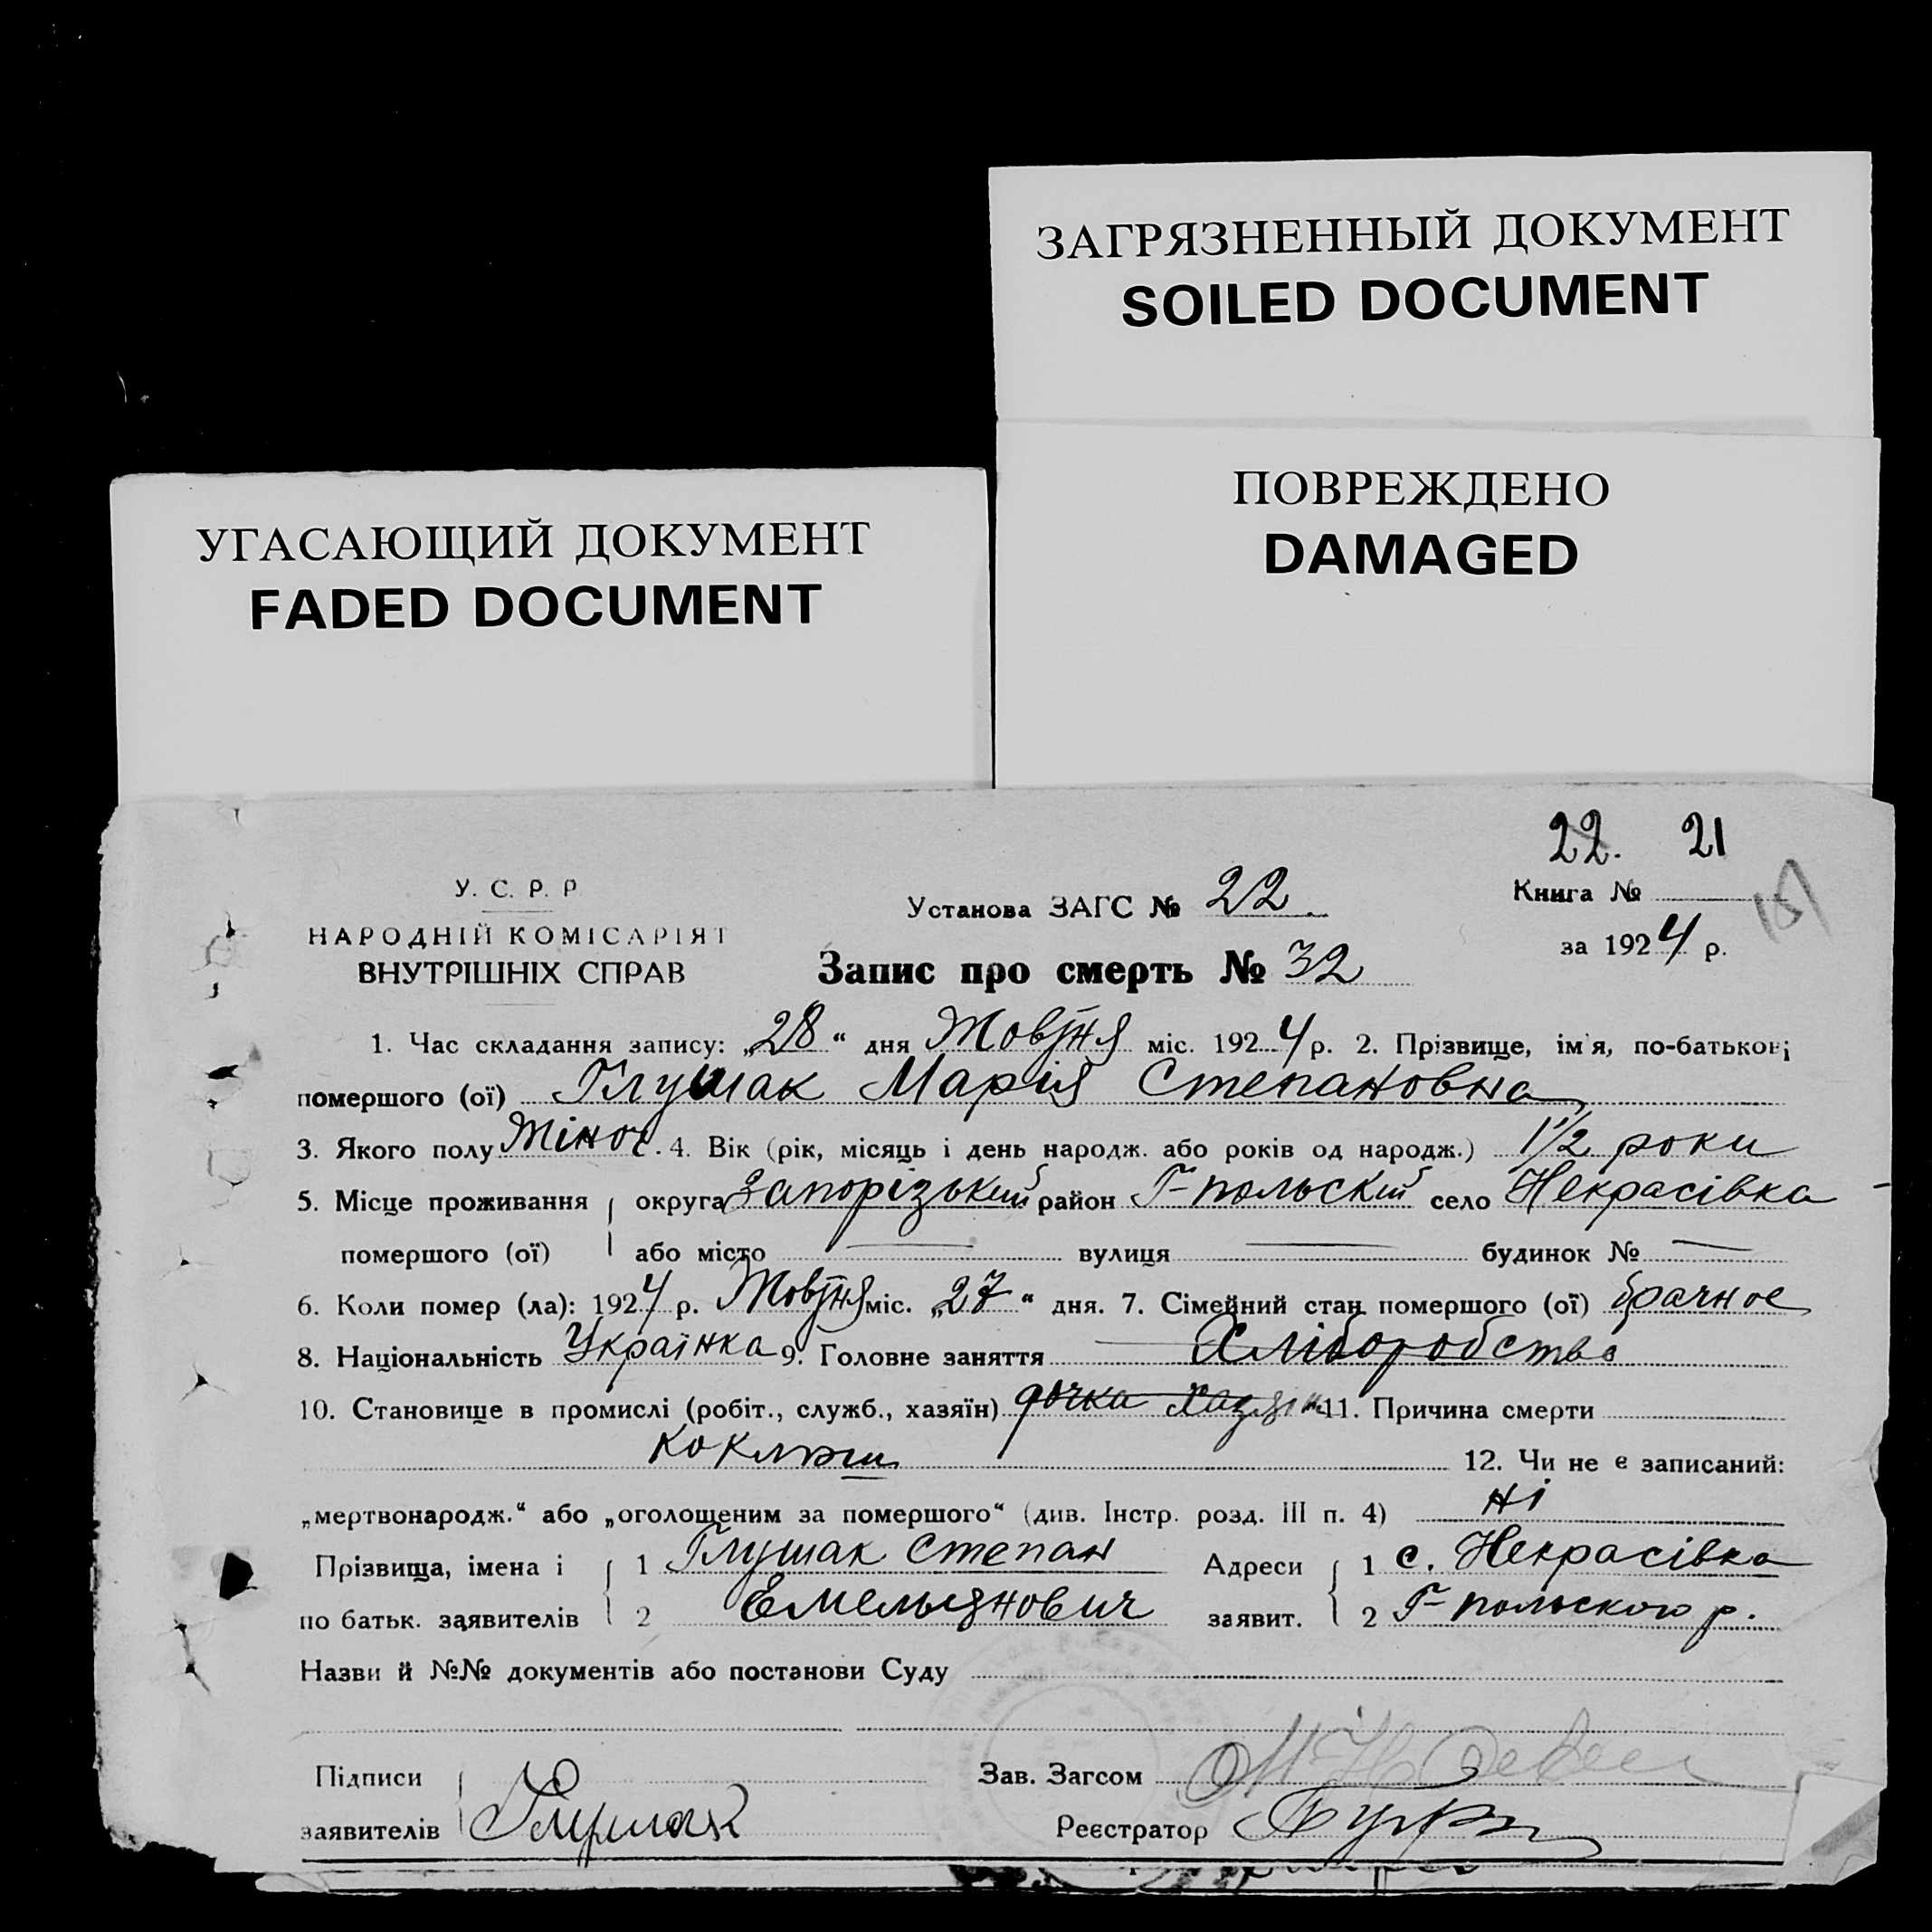 ЗАГРЯЗНЕННЫЙ ДОКУМЕНТ
SOILED DOCUMENT
ПОВРЕЖДЕНО
DAMAGED
УГАСАЮЩИЙ ДОКУМЕНТ
FADED DOCUMENT
22. 21
У. С. Р. Р
НАРОДНІЙ КОМІСАРІЯТ
ВНУТРІШНІХ СПРАВ
Установа ЗАГС № 22.
Запис про смерть № 32
Книга №
за 1924 р.
1. Час складання запису: „28“ дня Жовтня міс. 1924 р. 2. Прізвище, ім'я, по-батькові
помершого (ої) Глушак Марія Степановна
3. Якого полу Жіноч. 4. Вік (рік, місяць і день народж. або років од народж.) 1 1/2 роки
5. Місце проживання округа Запорізький район Г-польский село Некрасівка
помершого (ої) або місто — вулиця — будинок № —
6. Коли помер (ла): 1924 р. Жовтня міс. „27“ дня. 7. Сімейний стан помершого (ої) брачное
8. Національність Українка 9. Головне заняття Хліборобство
10. Становище в промислі (робіт., служб., хазяїн) дочка 11. Причина смерти
коклюш 12. Чи не є записаний:
„мертвонародж.“ або „оголошеним за помершого“ (див. Інстр. розд. III п. 4) ні
Прізвища, імена і 1 Глушак Степан Адреси 1 с. Некрасівка
по батьк. заявителів 2 Емельянович заявит. 2 Г-польского р.
Назви й №№ документів або постанови Суду
Підписи Зав. Загсом
заявителів Глушак Реєстратор